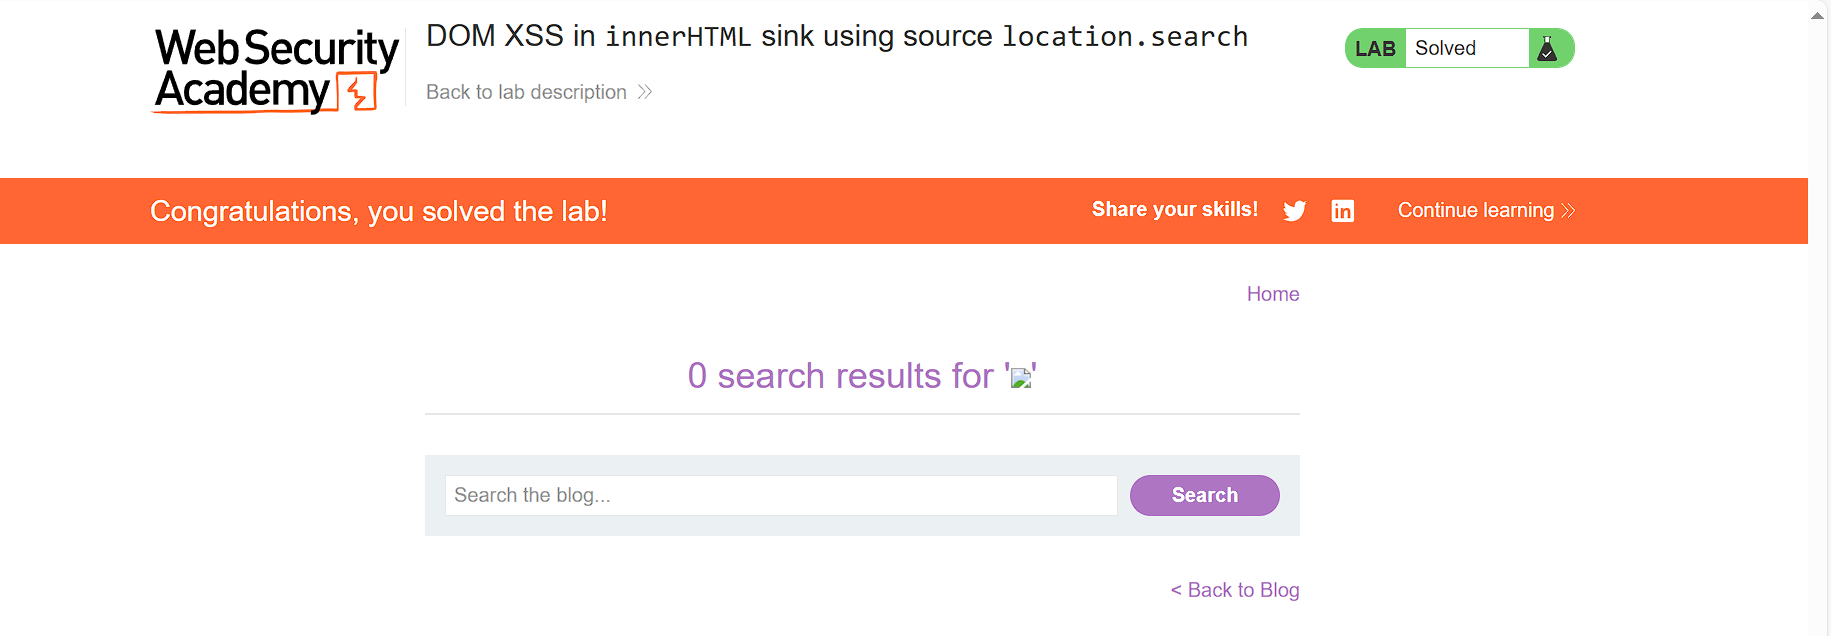 WebSecurity
Academy
DOM XSS in innerHTML sink using source location.search
Back to lab description
LAB Solved
Congratulations, you solved the lab!
Share your skills!
Continue learning
Home
0 search results for ''
Search the blog...
Search
< Back to Blog